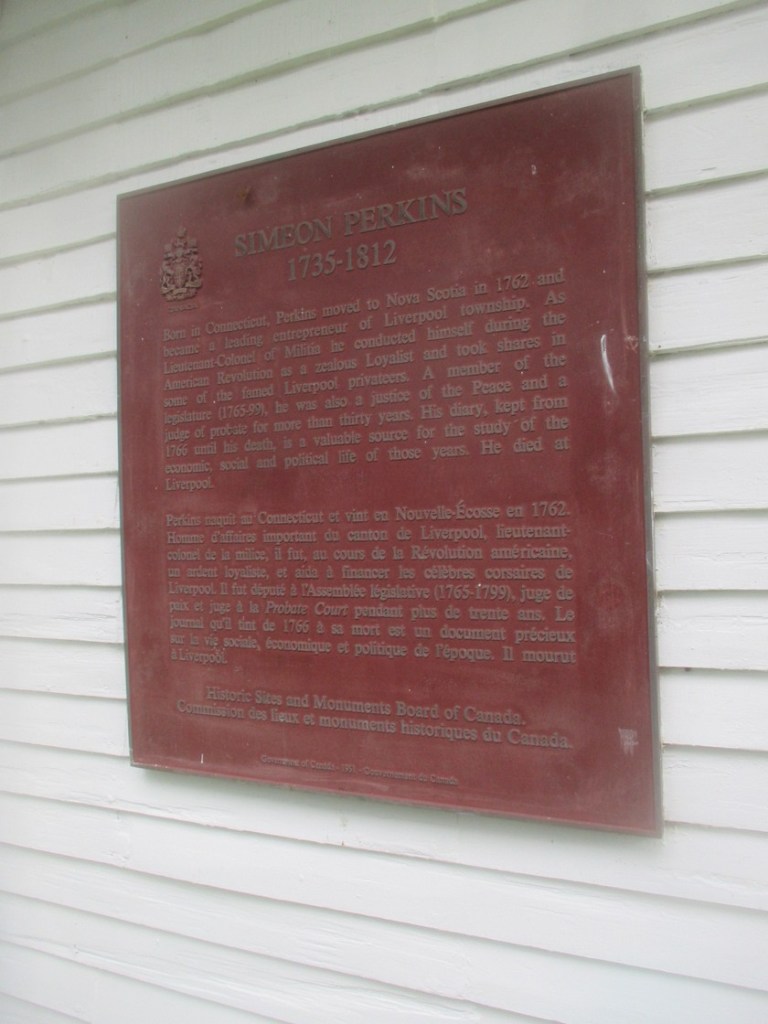 SIMEON PERKINS
1735-1812
Born in Connecticut, Perkins moved to Nova Scotia in 1762 and
became a leading entrepreneur of Liverpool township. As
Lieutenant-Colonel of Militia he conducted himself during the
American Revolution as a zealous Loyalist and took shares in
some of the famed Liverpool privateers. A member of the
legislature (1765-99), he was also a justice of the Peace and a
judge of probate for more than thirty years. His diary, kept from
1766 until his death, is a valuable source for the study of the
economic, social and political life of those years. He died at
Liverpool.
Perkins naquit au Connecticut et vint en Nouvelle-Écosse en 1762.
Homme d'affaires important du canton de Liverpool, lieutenant-
colonel de la milice, il fut, au cours de la Révolution américaine,
un ardent loyaliste, et aida à financer les célèbres corsaires de
Liverpool. Il fut député à l'Assemblée législative (1765-1799), juge de
paix et juge à la Probate Court pendant plus de trente ans. Le
journal qu'il tint de 1766 à sa mort est un document précieux
sur la vie sociale, économique et politique de l'époque. Il mourut
à Liverpool.
Historic Sites and Monuments Board of Canada.
Commission des lieux et monuments historiques du Canada.
Government of Canada - - Gouvernement du Canada